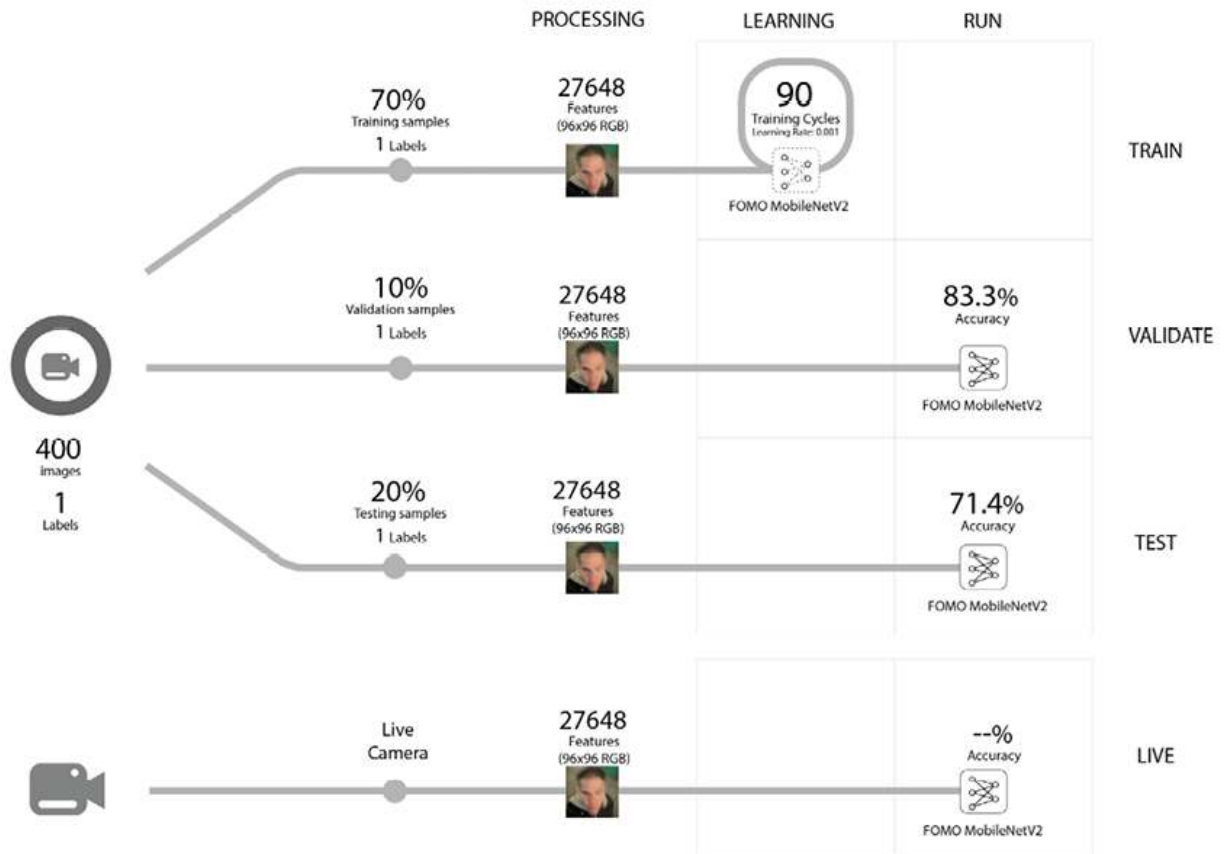 PROCESSING LEARNING RUN
70%
Training samples
1 Labels
27648
Features
(96x96 RGB)
90
Training Cycles
Learning Rate: 0.001
FOMO MobileNetV2
TRAIN
10%
Validation samples
1 Labels
27648
Features
(96x96 RGB)
83.3%
Accuracy
FOMO MobileNetV2
VALIDATE
400
images
1
Labels
20%
Testing samples
1 Labels
27648
Features
(96x96 RGB)
71.4%
Accuracy
FOMO MobileNetV2
TEST
Live
Camera
27648
Features
(96x96 RGB)
--%
Accuracy
FOMO MobileNetV2
LIVE